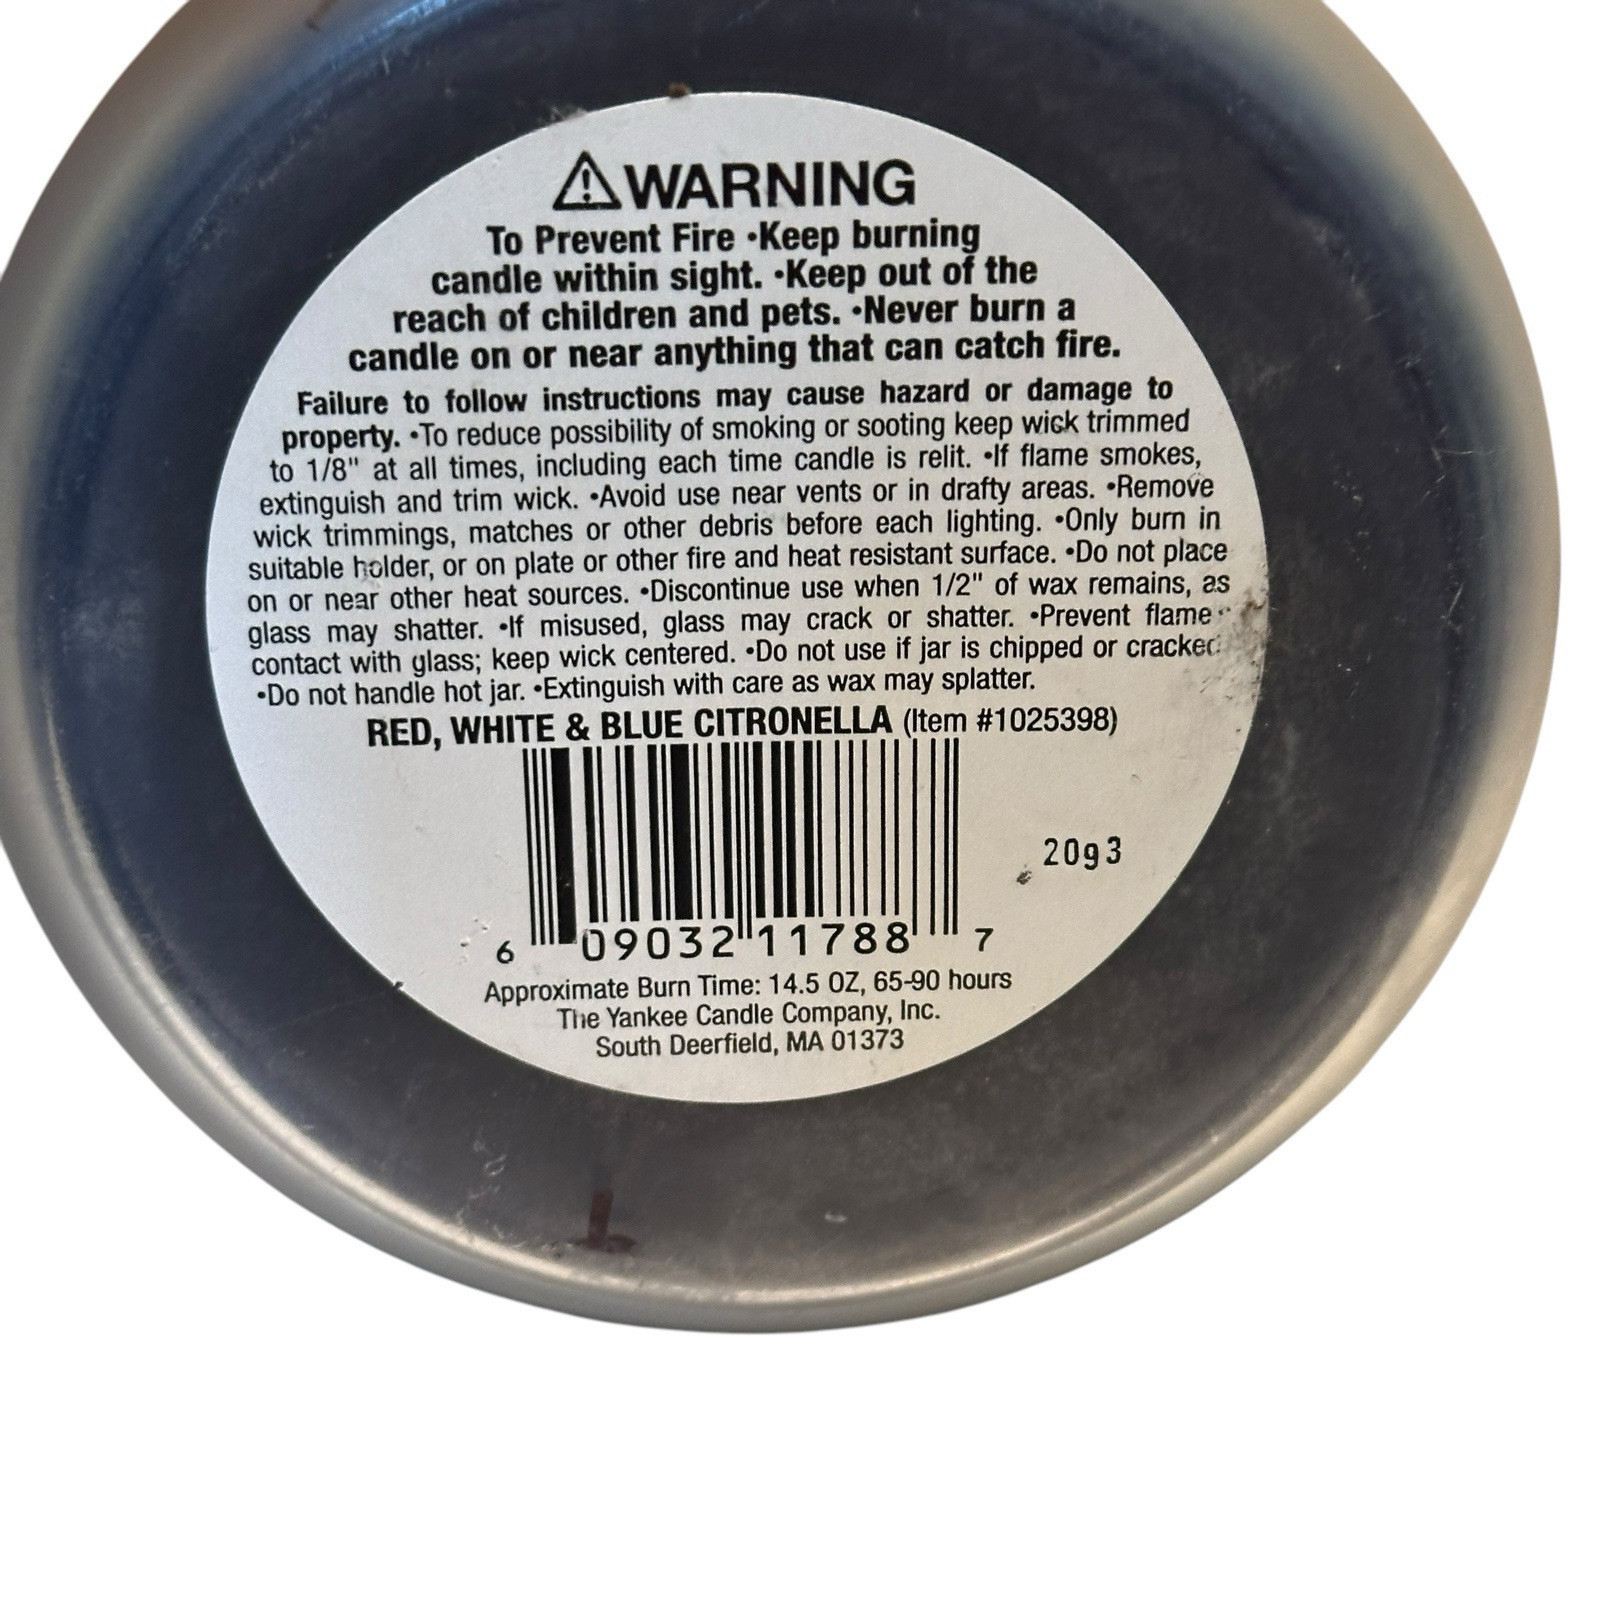 ⚠WARNING
To Prevent Fire •Keep burning
candle within sight. •Keep out of the
reach of children and pets. •Never burn a
candle on or near anything that can catch fire.
Failure to follow instructions may cause hazard or damage to
property. •To reduce possibility of smoking or sooting keep wick trimmed
to 1/8" at all times, including each time candle is relit. •If flame smokes,
extinguish and trim wick. •Avoid use near vents or in drafty areas. •Remove
wick trimmings, matches or other debris before each lighting. •Only burn in
suitable holder, or on plate or other fire and heat resistant surface. •Do not place
on or near other heat sources. •Discontinue use when 1/2" of wax remains, as
glass may shatter. •If misused, glass may crack or shatter. •Prevent flame
contact with glass; keep wick centered. •Do not use if jar is chipped or cracked
•Do not handle hot jar. •Extinguish with care as wax may splatter.
RED, WHITE & BLUE CITRONELLA (Item #1025398)
20g3
6 09032 11788 7
Approximate Burn Time: 14.5 OZ, 65-90 hours
The Yankee Candle Company, Inc.
South Deerfield, MA 01373